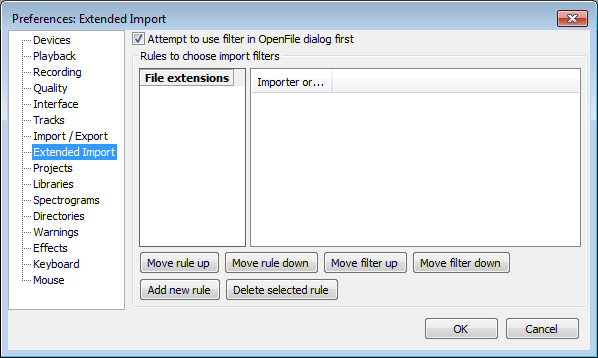 Preferences: Extended Import
Devices
Playback
Recording
Quality
Interface
Tracks
Import / Export
Extended Import
Projects
Libraries
Spectrograms
Directories
Warnings
Effects
Keyboard
Mouse
Attempt to use filter in OpenFile dialog first
Rules to choose import filters
File extensions
Importer or...
Move rule up
Move rule down
Move filter up
Move filter down
Add new rule
Delete selected rule
OK
Cancel